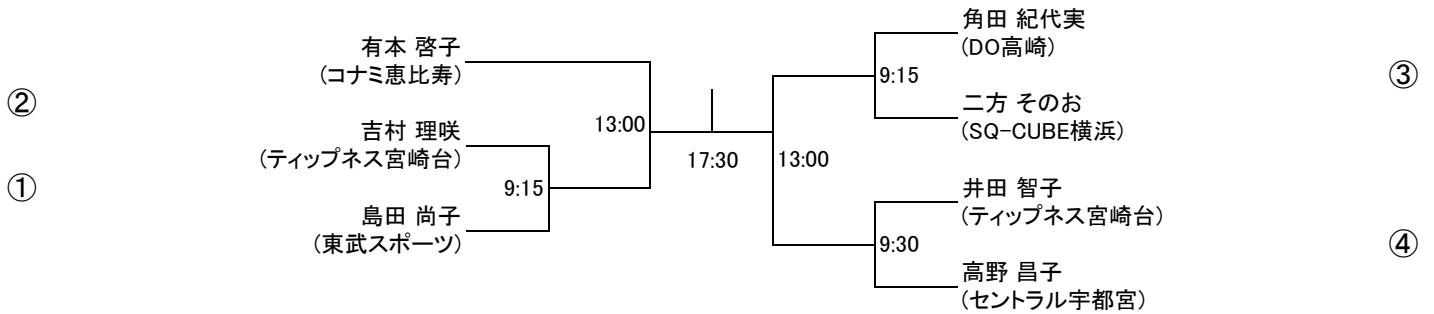 ②
①
有本 啓子
(コナミ恵比寿)
吉村 理咲
(ティップネス宮崎台)
島田 尚子
(東武スポーツ)
9:15
13:00
17:30
13:00
9:15
9:30
角田 紀代実
(DO高崎)
二方 そのお
(SQ-CUBE横浜)
井田 智子
(ティップネス宮崎台)
高野 昌子
(セントラル宇都宮)
③
④